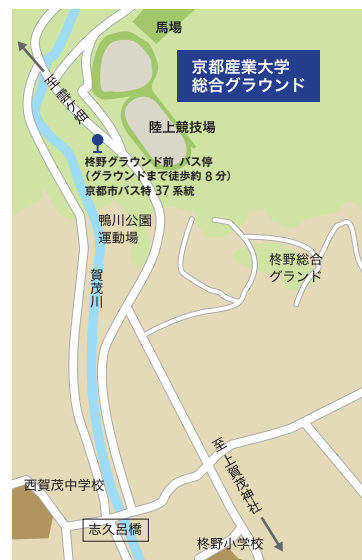 馬場
京都産業大学
総合グラウンド
至雲ケ畑
陸上競技場
柊野グラウンド前 バス停
（グラウンドまで徒歩約 8 分）
京都市バス特 37 系統
鴨川公園
運動場
賀茂川
柊野総合
グランド
至上賀茂神社
西賀茂中学校
志久呂橋
柊野小学校